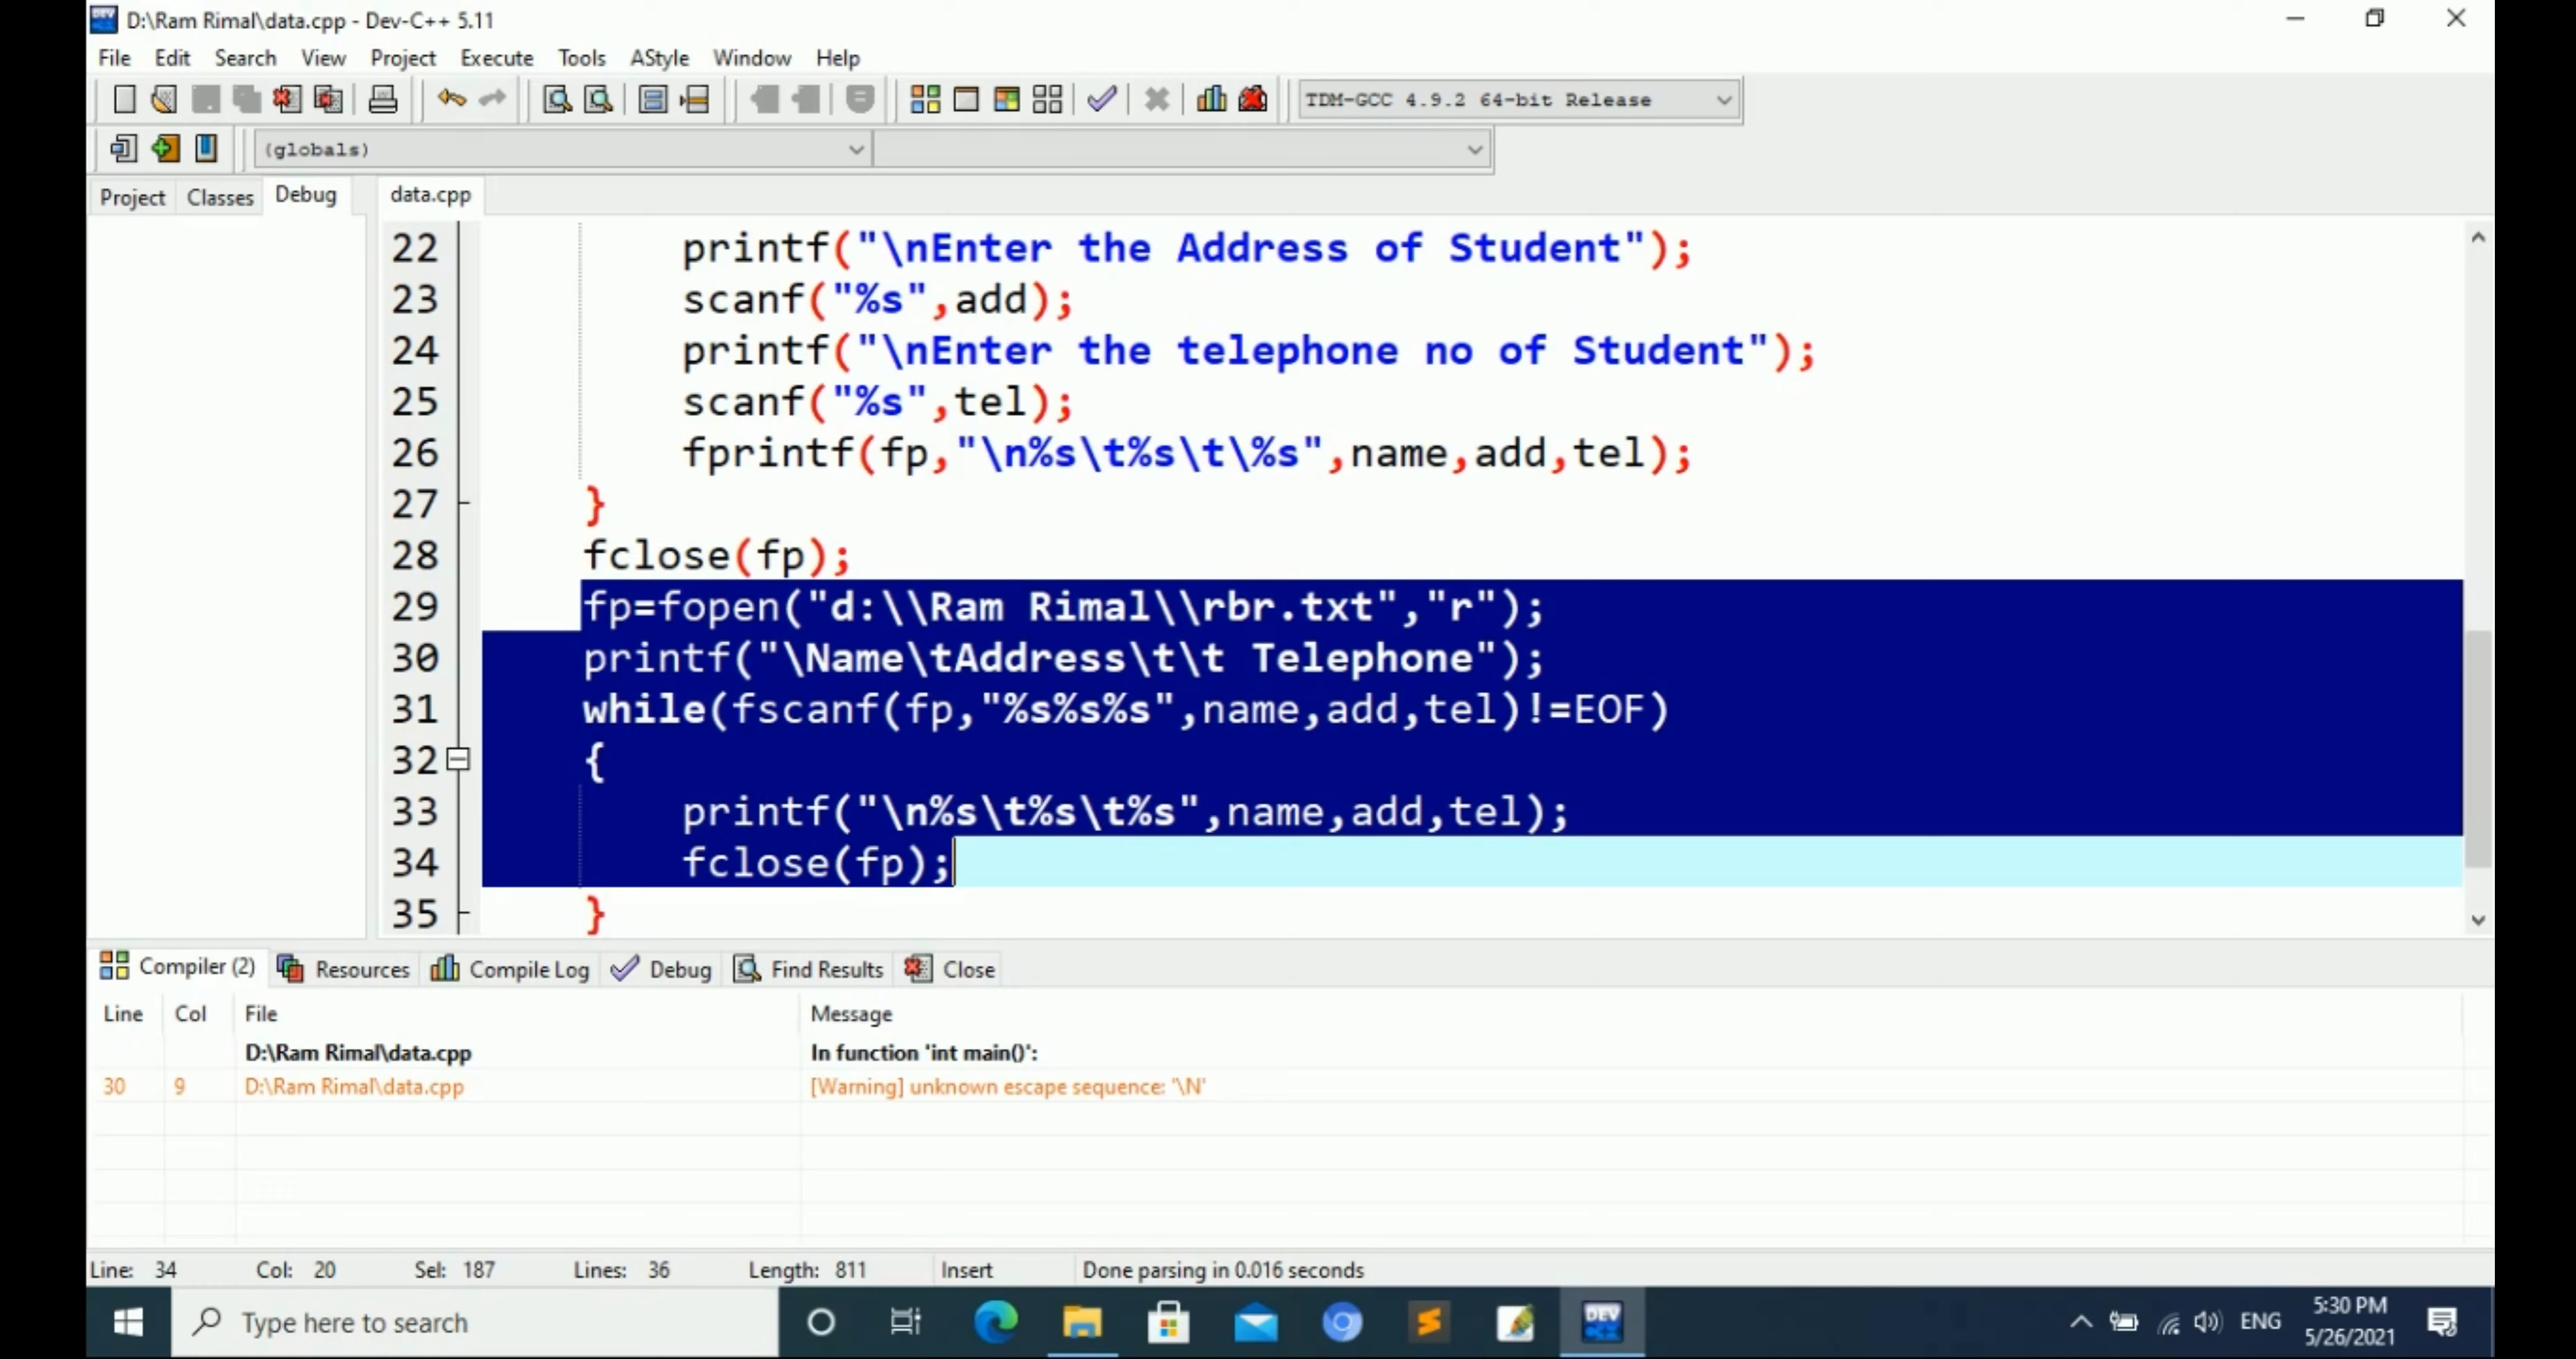 D:\Ram Rimal\data.cpp - Dev-C++ 5.11
File Edit Search View Project Execute Tools AStyle Window Help
TDM-GCC 4.9.2 64-bit Release
(globals)
Project Classes Debug data.cpp
22 printf("\nEnter the Address of Student");
23 scanf("%s",add);
24 printf("\nEnter the telephone no of Student");
25 scanf("%s",tel);
26 fprintf(fp,"\n%s\t%s\t\%s",name,add,tel);
27 }
28 fclose(fp);
29 fp=fopen("d:\\Ram Rimal\\rbr.txt","r");
30 printf("\Name\tAddress\t\t Telephone");
31 while(fscanf(fp,"%s%s%s",name,add,tel)!=EOF)
32 {
33 printf("\n%s\t%s\t%s",name,add,tel);
34 fclose(fp);
35 }
Compiler (2) Resources Compile Log Debug Find Results Close
Line Col File Message
D:\Ram Rimal\data.cpp In function 'int main()':
30 9 D:\Ram Rimal\data.cpp [Warning] unknown escape sequence: '\N'
Line: 34 Col: 20 Sel: 187 Lines: 36 Length: 811 Insert Done parsing in 0.016 seconds
Type here to search
DEV
ENG
5:30 PM
5/26/2021